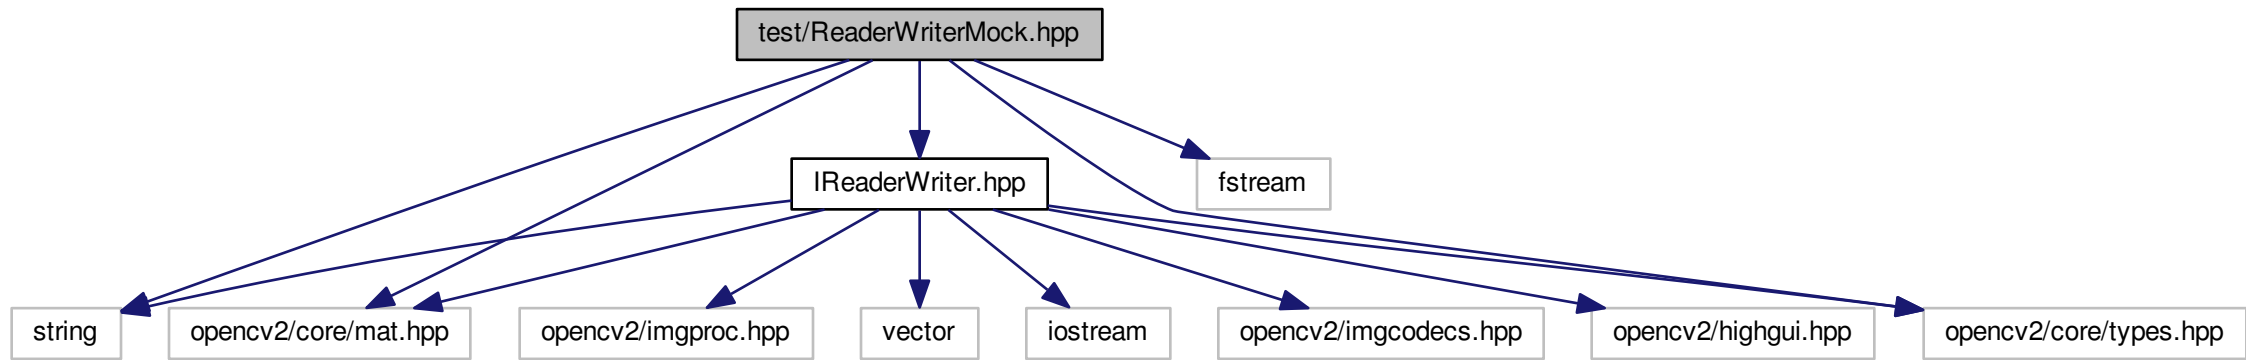 test/ReaderWriterMock.hpp
IReaderWriter.hpp
fstream
string
opencv2/core/mat.hpp
opencv2/imgproc.hpp
vector
iostream
opencv2/imgcodecs.hpp
opencv2/highgui.hpp
opencv2/core/types.hpp